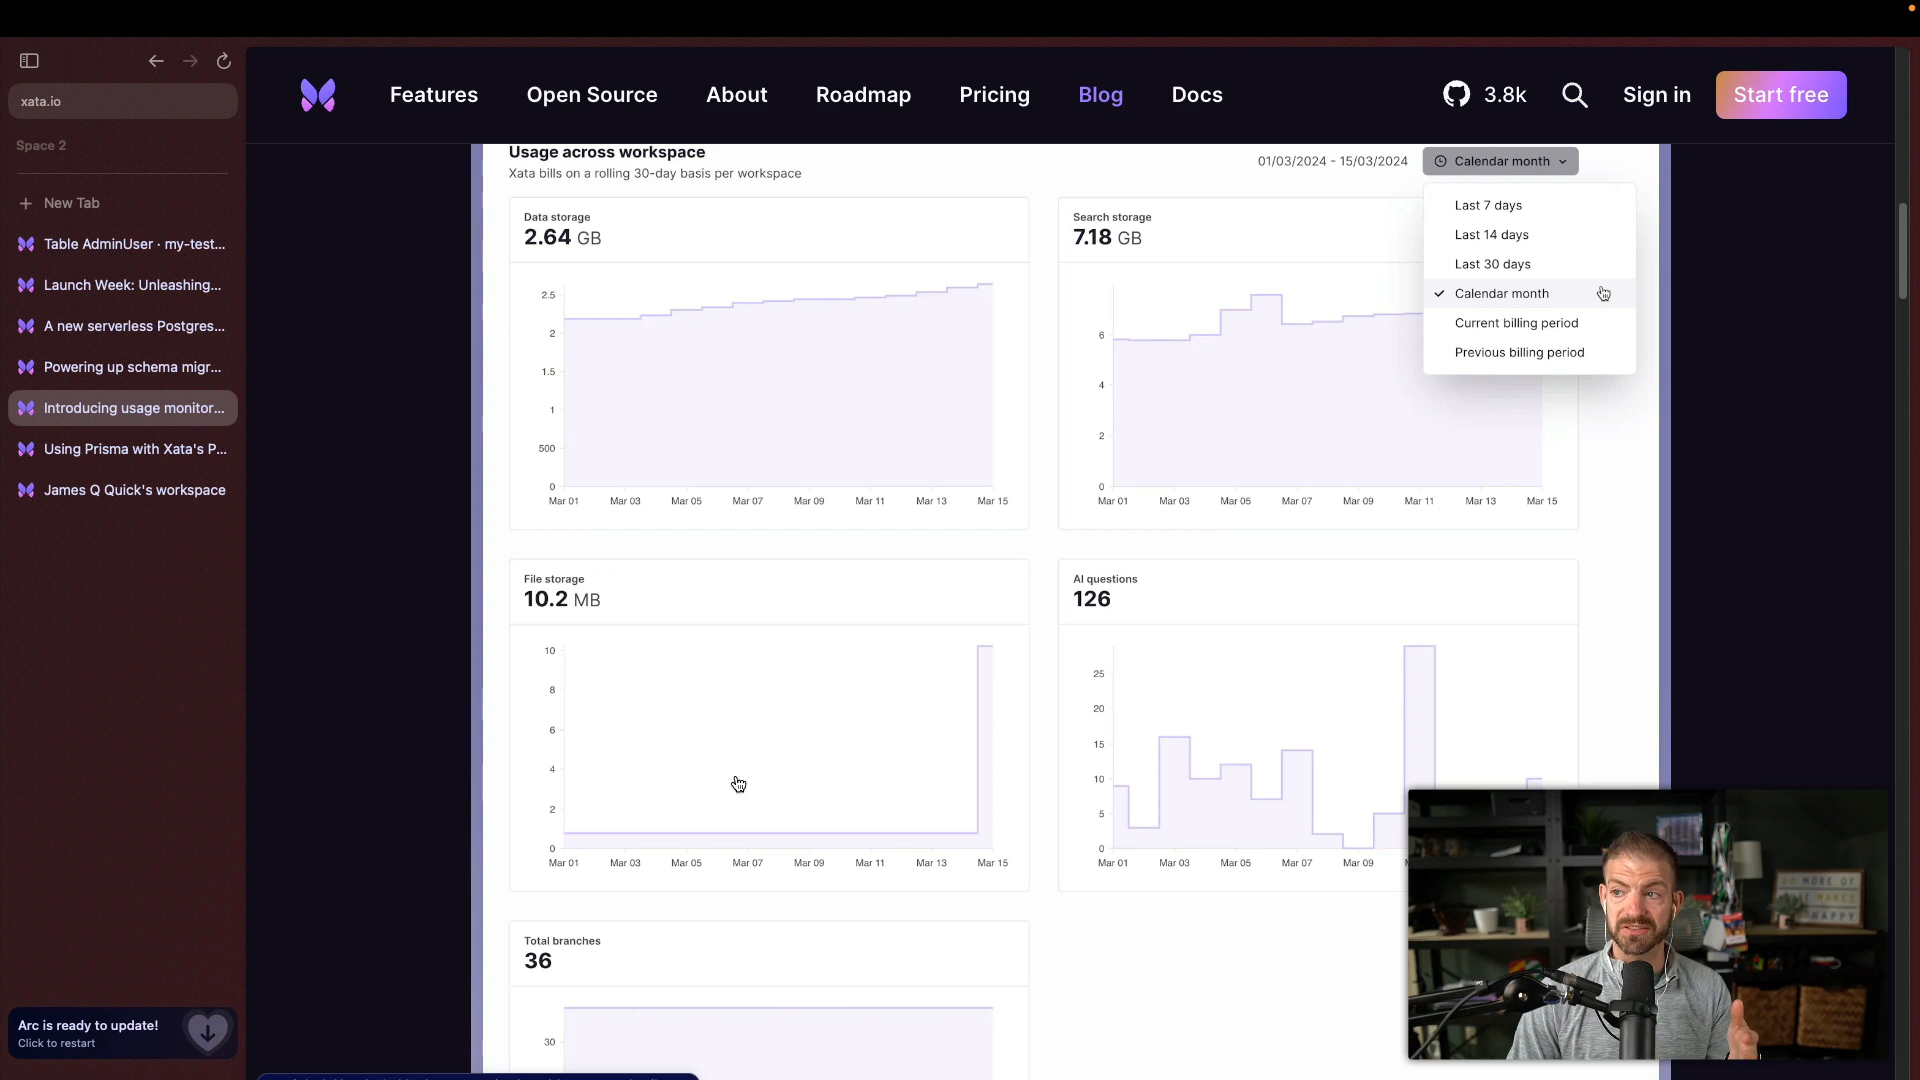 xata.io
Space 2
New Tab
Table AdminUser · my-test...
Launch Week: Unleashing...
A new serverless Postgres...
Powering up schema migr...
Introducing usage monitor...
Using Prisma with Xata's P...
James Q Quick's workspace
Arc is ready to update!
Click to restart
Features Open Source About Roadmap Pricing Blog Docs 3.8k Sign in Start free
Usage across workspace
Xata bills on a rolling 30-day basis per workspace
01/03/2024 - 15/03/2024 Calendar month
Last 7 days
Last 14 days
Last 30 days
Calendar month
Current billing period
Previous billing period
Data storage
2.64 GB
2.5
2
1.5
1
500
0
Mar 01 Mar 03 Mar 05 Mar 07 Mar 09 Mar 11 Mar 13 Mar 15
Search storage
7.18 GB
6
4
2
0
Mar 01 Mar 03 Mar 05 Mar 07 Mar 09 Mar 11 Mar 13 Mar 15
File storage
10.2 MB
10
8
6
4
2
0
Mar 01 Mar 03 Mar 05 Mar 07 Mar 09 Mar 11 Mar 13 Mar 15
AI questions
126
25
20
15
10
5
0
Mar 01 Mar 03 Mar 05 Mar 07 Mar 09
Total branches
36
30
MORE OF
MAKES
HAPPY